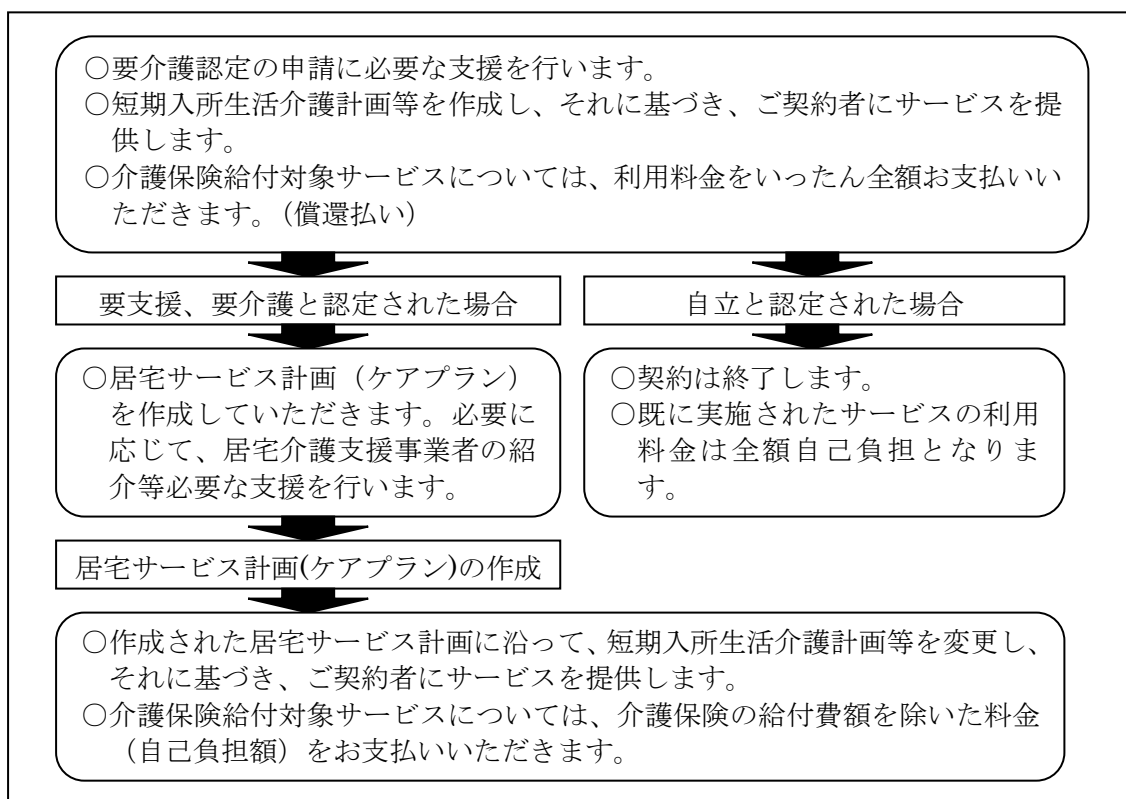 ○要介護認定の申請に必要な支援を行います。
○短期入所生活介護計画等を作成し、それに基づき、ご契約者にサービスを提
供します。
○介護保険給付対象サービスについては、利用料金をいったん全額お支払いい
ただきます。（償還払い）
要支援、要介護と認定された場合
○居宅サービス計画（ケアプラン）
を作成していただきます。必要に
応じて、居宅介護支援事業者の紹
介等必要な支援を行います。
自立と認定された場合
○契約は終了します。
○既に実施されたサービスの利用
料金は全額自己負担となりま
す。
居宅サービス計画(ケアプラン)の作成
○作成された居宅サービス計画に沿って、短期入所生活介護計画等を変更し、
それに基づき、ご契約者にサービスを提供します。
○介護保険給付対象サービスについては、介護保険の給付費額を除いた料金
（自己負担額）をお支払いいただきます。